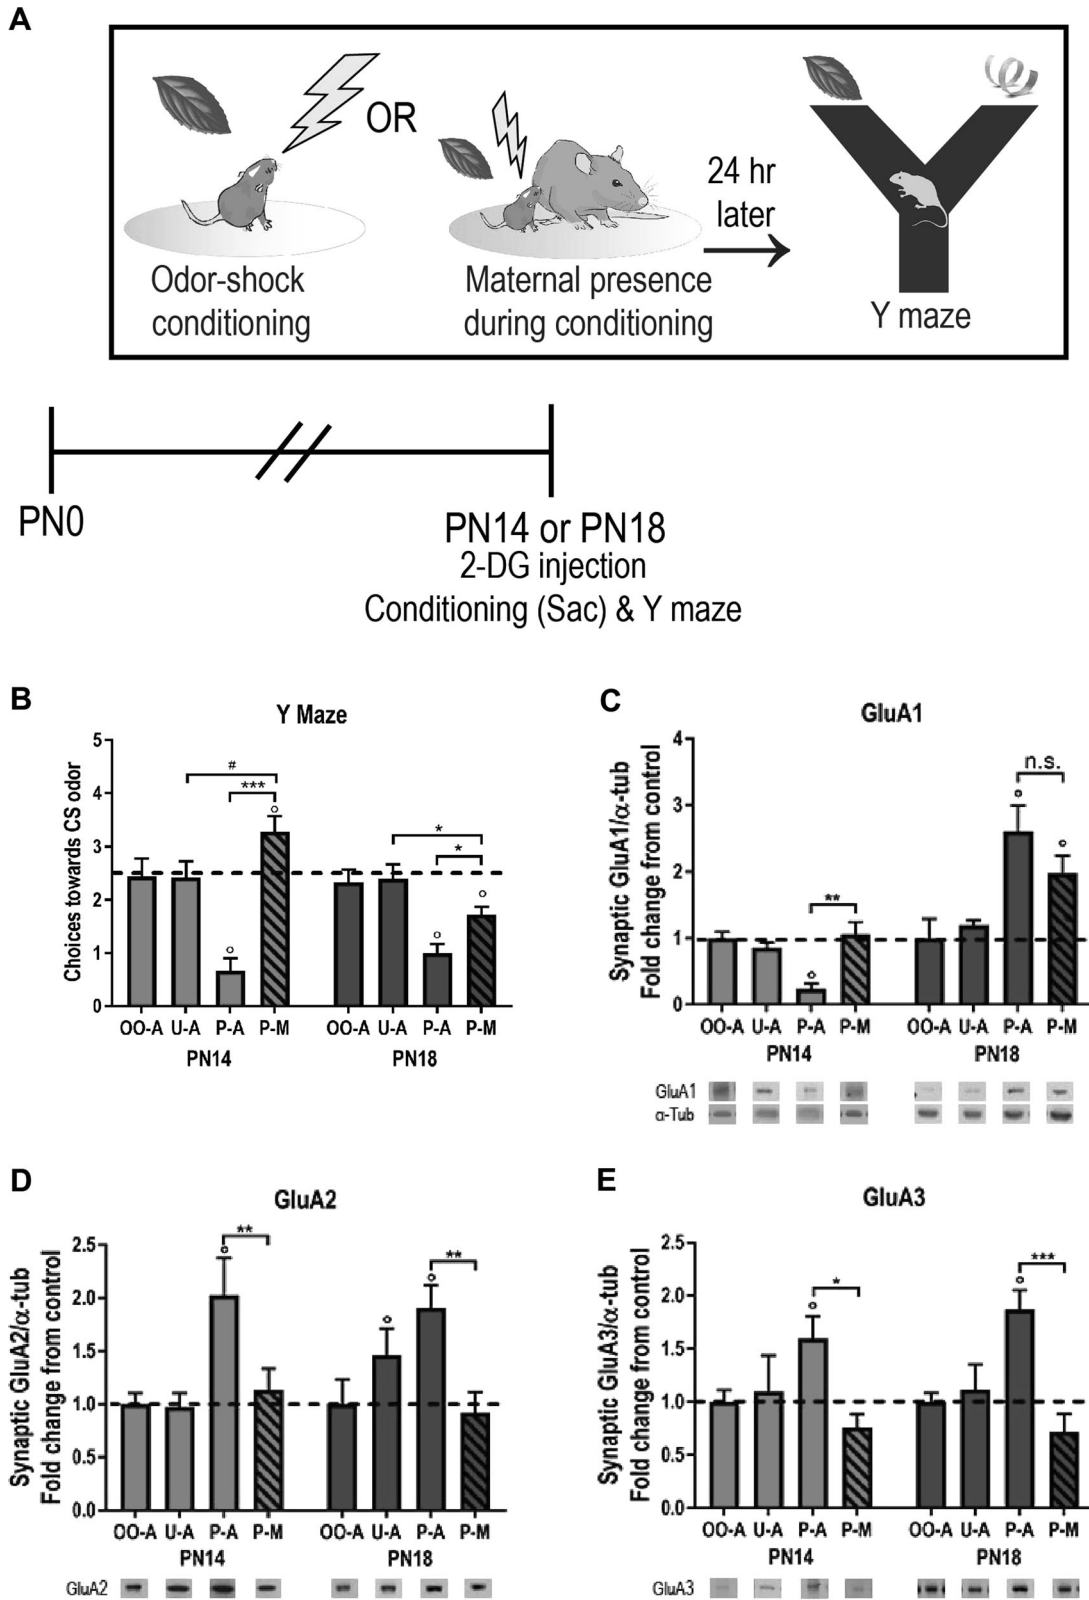 A
OR
24 hr
later
Odor-shock
conditioning
Maternal presence
during conditioning
Y maze
PN0
PN14 or PN18
2-DG injection
Conditioning (Sac) & Y maze
B
Y Maze
Choices towards CS odor
5
4
3
2
1
0
#
***
*
*
OO-A U-A P-A P-M OO-A U-A P-A P-M
PN14 PN18
C
GluA1
Synaptic GluA1/α-tub
Fold change from control
4
3
2
1
0
**
n.s.
OO-A U-A P-A P-M OO-A U-A P-A P-M
PN14 PN18
GluA1
α-Tub
D
GluA2
Synaptic GluA2/α-tub
Fold change from control
2.5
2.0
1.5
1.0
0.5
0.0
**
**
OO-A U-A P-A P-M OO-A U-A P-A P-M
PN14 PN18
GluA2
E
GluA3
Synaptic GluA3/α-tub
Fold change from control
2.5
2.0
1.5
1.0
0.5
0.0
*
***
OO-A U-A P-A P-M OO-A U-A P-A P-M
PN14 PN18
GluA3